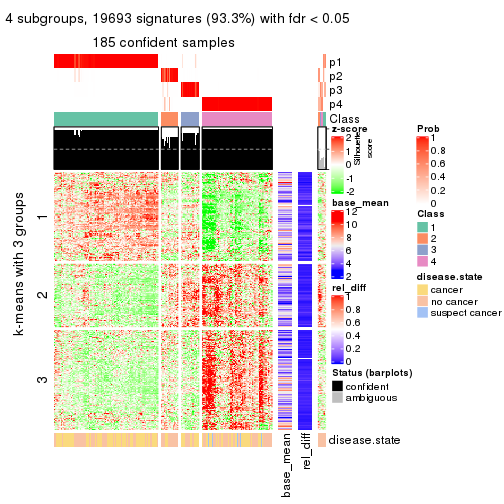 4 subgroups, 19693 signatures (93.3%) with fdr < 0.05
185 confident samples
p1
p2
p3
p4
Class
Silhouette
score
k-means with 3 groups
1
2
3
base_mean
rel_diff
disease.state
z-score
2
1
0
-1
-2
base_mean
12
10
8
6
4
2
rel_diff
1
0.8
0.6
0.4
0.2
0
Status (barplots)
confident
ambiguous
Prob
1
0.8
0.6
0.4
0.2
0
Class
1
2
3
4
disease.state
cancer
no cancer
suspect cancer